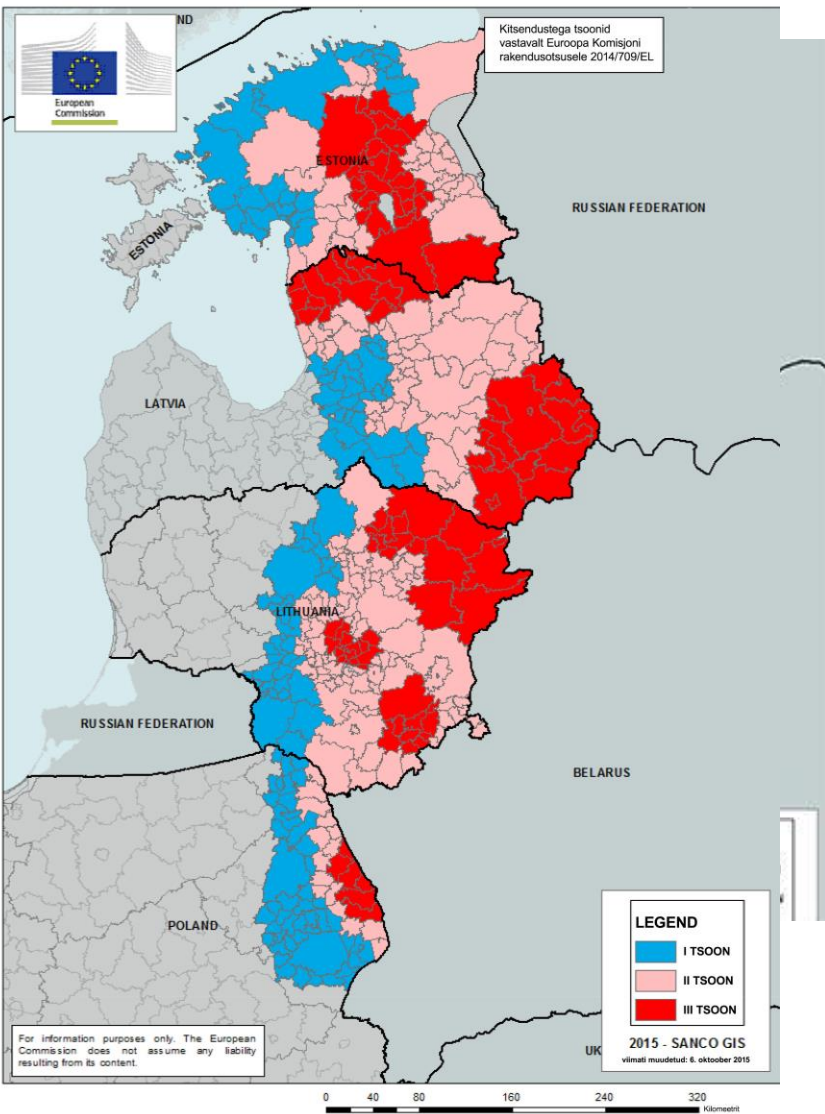 European
Commission
ND
Kitsendustega tsoonid
vastavalt Euroopa Komisjoni
rakendusotsusele 2014/709/EL
ESTONIA
RUSSIAN FEDERATION
ESTONIA
LATVIA
LITHUANIA
RUSSIAN FEDERATION
BELARUS
POLAND
LEGEND
I TSOON
II TSOON
III TSOON
2015 - SANCO GIS
viimati muudetud: 6. oktoober 2015
UK
For information purposes only. The European
Commission does not assume any liability
resulting from its content.
0 40 80 160 240 320
Kilomeetrit